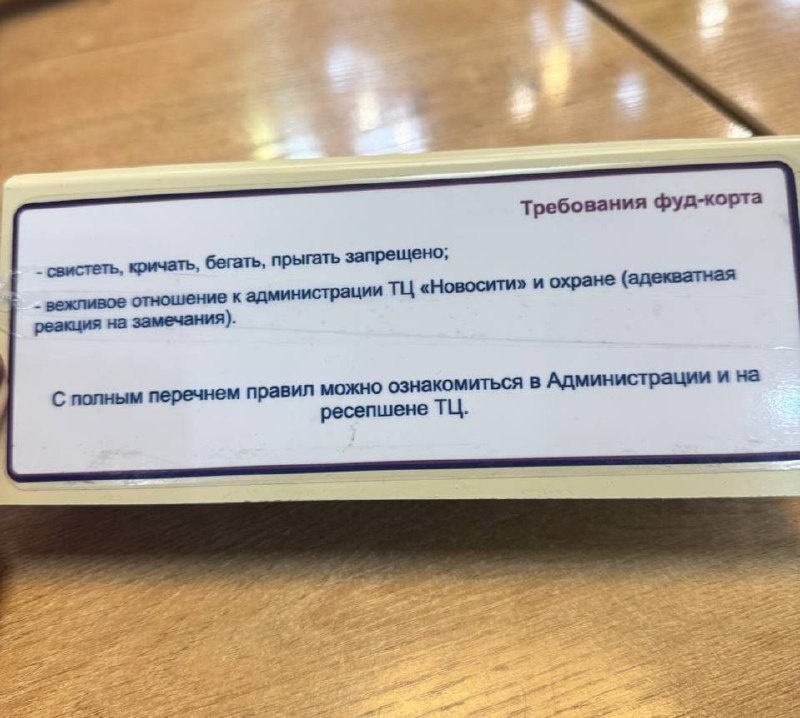 Требования фуд-корта
- свистеть, кричать, бегать, прыгать запрещено;
- вежливое отношение к администрации ТЦ «Новосити» и охране (адекватная
реакция на замечания).
С полным перечнем правил можно ознакомиться в Администрации и на
ресепшене ТЦ.